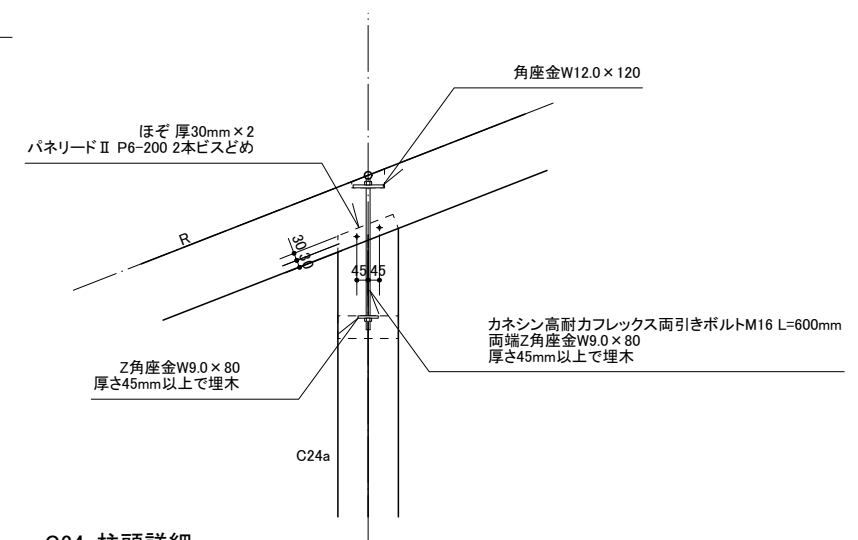 角座金W12.0×120
ほぞ 厚30mm×2
パネリードⅡ P6-200 2本ビスどめ
R
30
30
45
45
カネシン高耐力フレックス両引きボルトM16 L=600mm
両端Z角座金W9.0×80
厚さ45mm以上で埋木
Z角座金W9.0×80
厚さ45mm以上で埋木
C24a